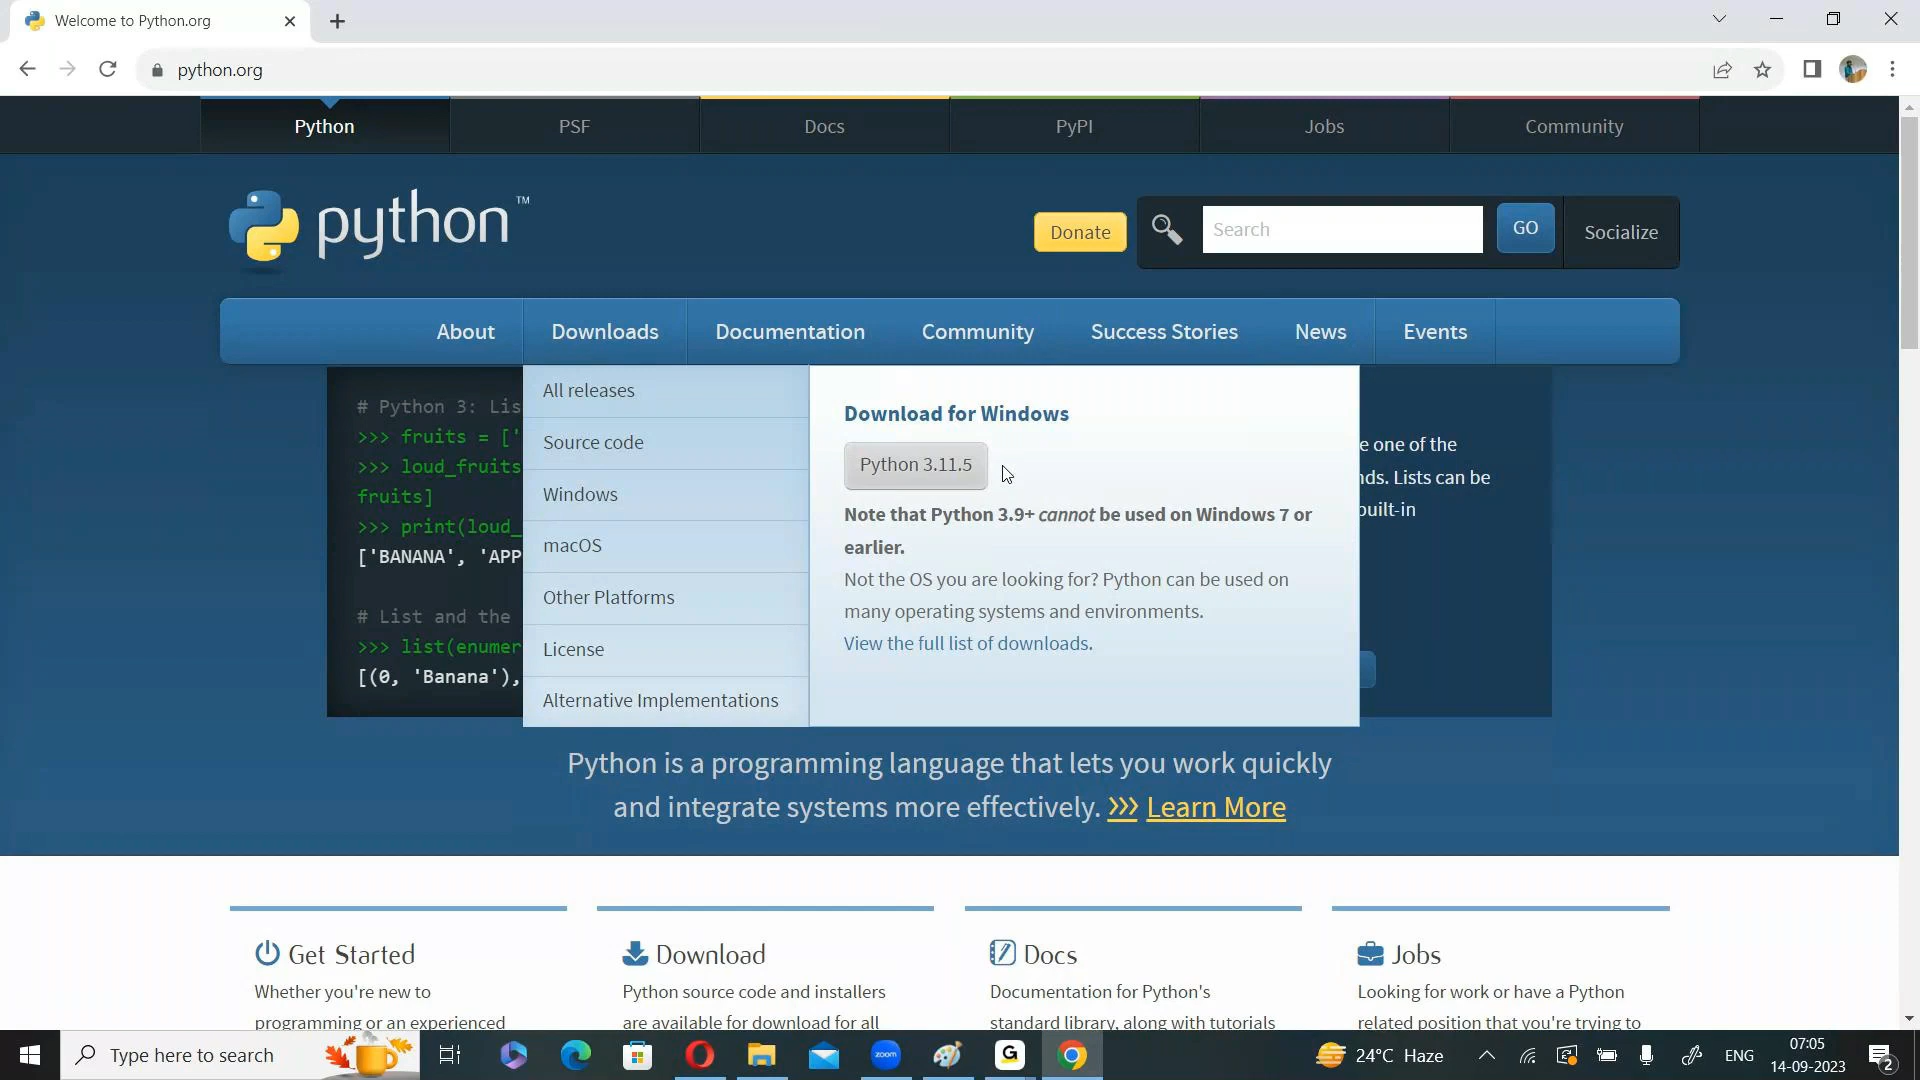 Welcome to Python.org
python.org
Python
PSF
Docs
PyPI
Jobs
Community
python™
Donate
Search
GO
Socialize
About
Downloads
Documentation
Community
Success Stories
News
Events
# Python 3: Lis
>>> fruits = ['
>>> loud_fruits
fruits]
>>> print(loud_
['BANANA', 'APP
# List and the
>>> list(enumer
[(0, 'Banana'),
All releases
Source code
Windows
macOS
Other Platforms
License
Alternative Implementations
Download for Windows
Python 3.11.5
Note that Python 3.9+ cannot be used on Windows 7 or
earlier.
Not the OS you are looking for? Python can be used on
many operating systems and environments.
View the full list of downloads.
e one of the
nds. Lists can be
built-in
Python is a programming language that lets you work quickly
and integrate systems more effectively. >>> Learn More
Get Started
Whether you're new to
programming or an experienced
Download
Python source code and installers
are available for download for all
Docs
Documentation for Python's
standard library, along with tutorials
Jobs
Looking for work or have a Python
related position that you're trying to
Type here to search
zoom
G
24°C Haze
ENG
07:05
14-09-2023
2